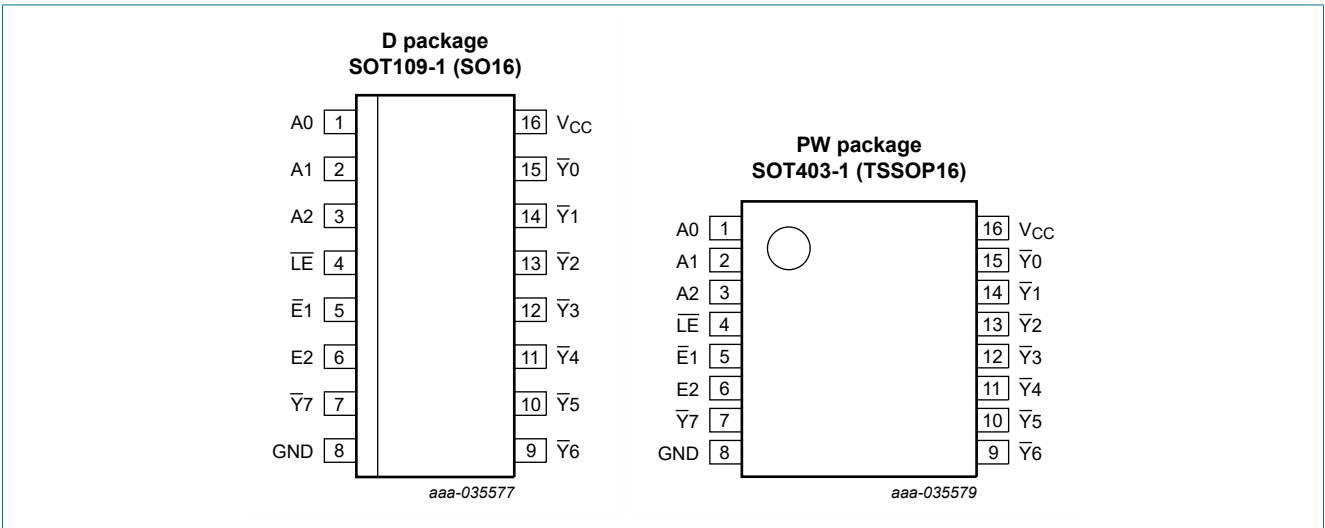 D package
SOT109-1 (SO16)
A0 1 16 VCC
A1 2 15 Y̅0
A2 3 14 Y̅1
L̅E̅ 4 13 Y̅2
E̅1 5 12 Y̅3
E2 6 11 Y̅4
Y̅7 7 10 Y̅5
GND 8 9 Y̅6
aaa-035577
PW package
SOT403-1 (TSSOP16)
A0 1 16 VCC
A1 2 15 Y̅0
A2 3 14 Y̅1
L̅E̅ 4 13 Y̅2
E̅1 5 12 Y̅3
E2 6 11 Y̅4
Y̅7 7 10 Y̅5
GND 8 9 Y̅6
aaa-035579